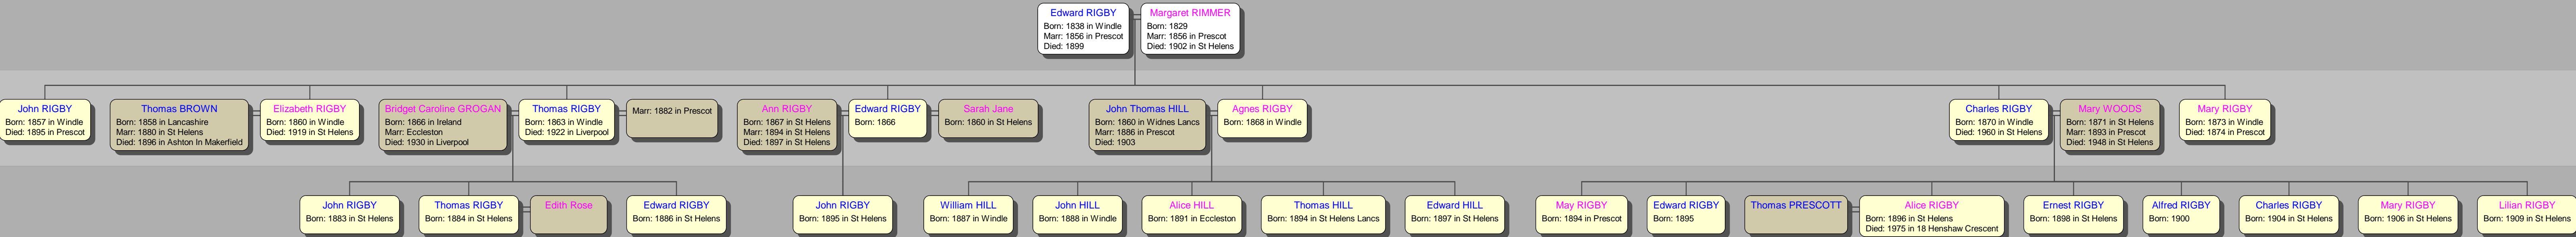 Edward RIGBY
Born: 1838 in Windle
Marr: 1856 in Prescot
Died: 1899
Margaret RIMMER
Born: 1829
Marr: 1856 in Prescot
Died: 1902 in St Helens
John RIGBY
Born: 1857 in Windle
Died: 1895 in Prescot
Thomas BROWN
Born: 1858 in Lancashire
Marr: 1880 in St Helens
Died: 1896 in Ashton In Makerfield
Elizabeth RIGBY
Born: 1860 in Windle
Died: 1919 in St Helens
Bridget Caroline GROGAN
Born: 1866 in Ireland
Marr: Eccleston
Died: 1930 in Liverpool
Thomas RIGBY
Born: 1863 in Windle
Died: 1922 in Liverpool
Marr: 1882 in Prescot
Ann RIGBY
Born: 1867 in St Helens
Marr: 1894 in St Helens
Died: 1897 in St Helens
Edward RIGBY
Born: 1866
Sarah Jane
Born: 1860 in St Helens
John Thomas HILL
Born: 1860 in Widnes Lancs
Marr: 1886 in Prescot
Died: 1903
Agnes RIGBY
Born: 1868 in Windle
Charles RIGBY
Born: 1870 in Windle
Died: 1960 in St Helens
Mary WOODS
Born: 1871 in St Helens
Marr: 1893 in Prescot
Died: 1948 in St Helens
Mary RIGBY
Born: 1873 in Windle
Died: 1874 in Prescot
John RIGBY
Born: 1883 in St Helens
Thomas RIGBY
Born: 1884 in St Helens
Edith Rose
Edward RIGBY
Born: 1886 in St Helens
John RIGBY
Born: 1895 in St Helens
William HILL
Born: 1887 in Windle
John HILL
Born: 1888 in Windle
Alice HILL
Born: 1891 in Eccleston
Thomas HILL
Born: 1894 in St Helens Lancs
Edward HILL
Born: 1897 in St Helens
May RIGBY
Born: 1894 in Prescot
Edward RIGBY
Born: 1895
Thomas PRESCOTT
Alice RIGBY
Born: 1896 in St Helens
Died: 1975 in 18 Henshaw Crescent
Ernest RIGBY
Born: 1898 in St Helens
Alfred RIGBY
Born: 1900
Charles RIGBY
Born: 1904 in St Helens
Mary RIGBY
Born: 1906 in St Helens
Lilian RIGBY
Born: 1909 in St Helens